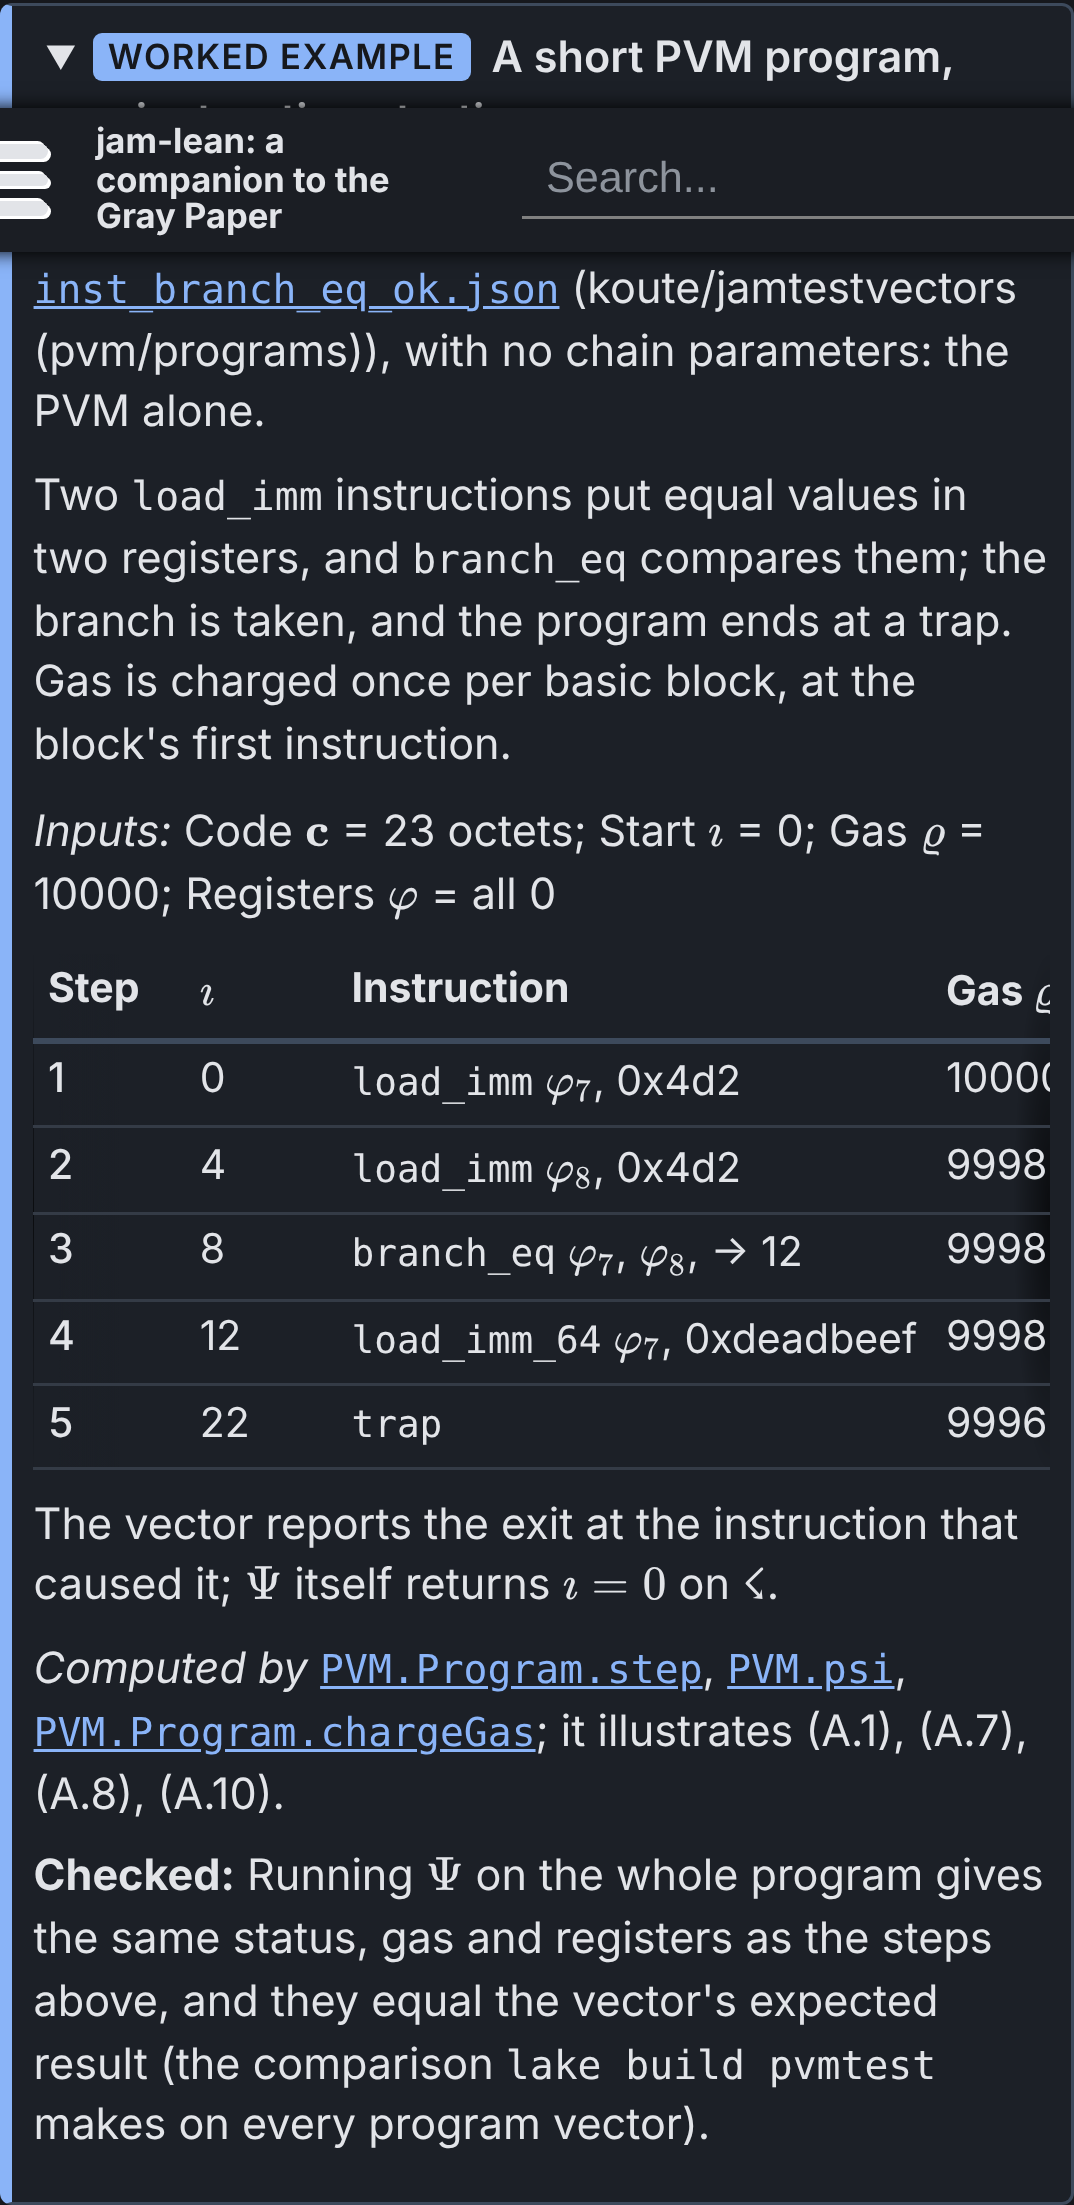 ▼ WORKED EXAMPLE A short PVM program,
jam-lean: a
companion to the
Gray Paper
Search...
inst_branch_eq_ok.json (koute/jamtestvectors
(pvm/programs)), with no chain parameters: the
PVM alone.
Two load_imm instructions put equal values in
two registers, and branch_eq compares them; the
branch is taken, and the program ends at a trap.
Gas is charged once per basic block, at the
block's first instruction.
Inputs: Code c = 23 octets; Start ı = 0; Gas ϱ =
10000; Registers φ = all 0
Step ı Instruction Gas ϱ
1 0 load_imm φ₇, 0x4d2 10000
2 4 load_imm φ₈, 0x4d2 9998
3 8 branch_eq φ₇, φ₈, → 12 9998
4 12 load_imm_64 φ₇, 0xdeadbeef 9998
5 22 trap 9996
The vector reports the exit at the instruction that
caused it; Ψ itself returns ı = 0 on ☇.
Computed by PVM.Program.step, PVM.psi,
PVM.Program.chargeGas; it illustrates (A.1), (A.7),
(A.8), (A.10).
Checked: Running Ψ on the whole program gives
the same status, gas and registers as the steps
above, and they equal the vector's expected
result (the comparison lake build pvmtest
makes on every program vector).